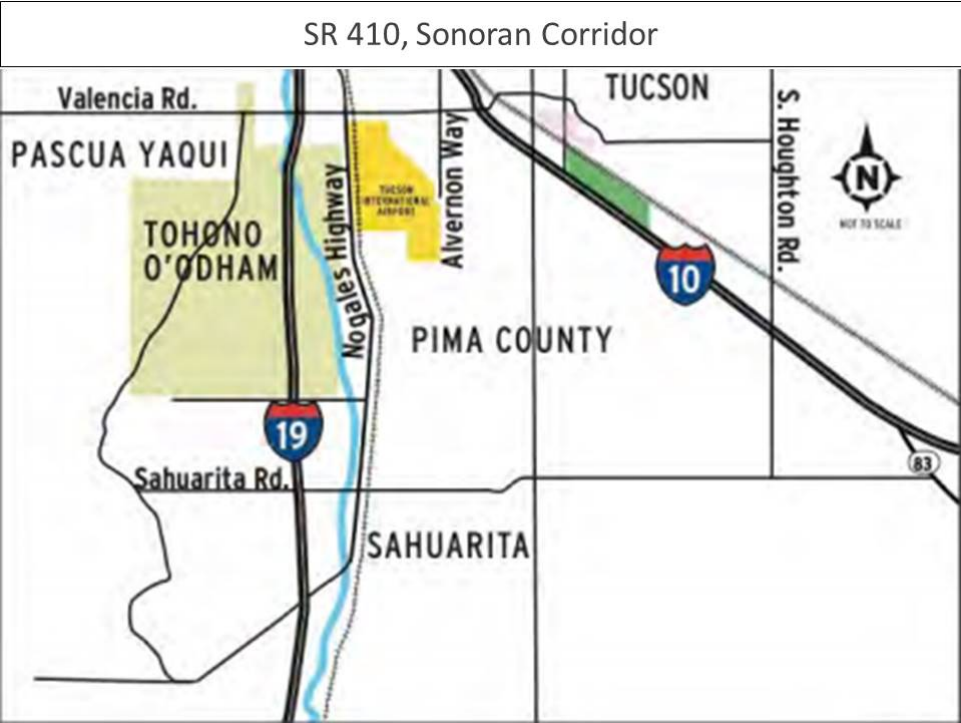 SR 410, Sonoran Corridor
Valencia Rd.
TUCSON
PASCUA YAQUI
TUCSON
INTERNATIONAL
AIRPORT
Alvernon Way
S. Houghton Rd.
N
NOT TO SCALE
TOHONO
O'ODHAM
Nogales Highway
10
PIMA COUNTY
19
83
Sahuarita Rd.
SAHUARITA